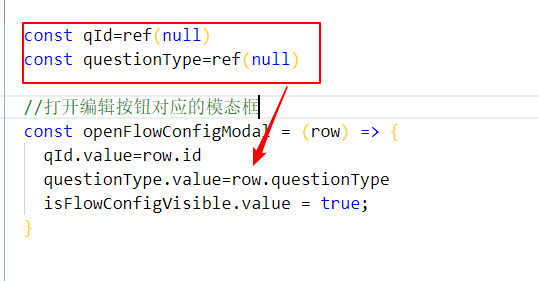 const qId=ref(null)
const questionType=ref(null)
//打开编辑按钮对应的模态框
const openFlowConfigModal = (row) => {
qId.value=row.id
questionType.value=row.questionType
isFlowConfigVisible.value = true;
}